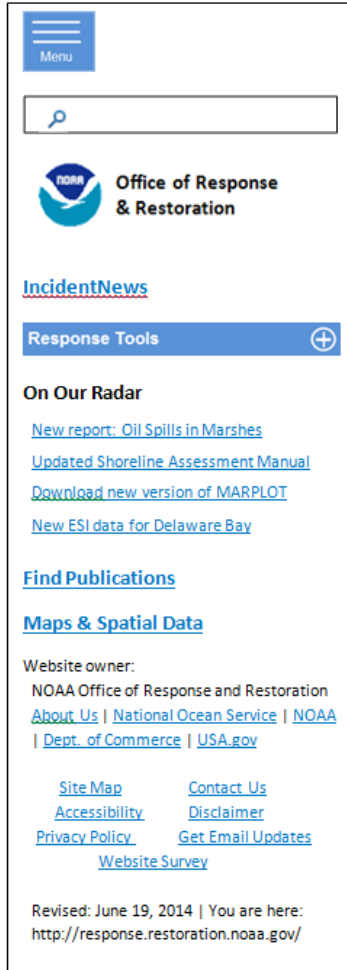 Menu
NOAA
Office of Response
& Restoration
IncidentNews
Response Tools
On Our Radar
New report: Oil Spills in Marshes
Updated Shoreline Assessment Manual
Download new version of MARPLOT
New ESI data for Delaware Bay
Find Publications
Maps & Spatial Data
Website owner:
NOAA Office of Response and Restoration
About Us | National Ocean Service | NOAA
| Dept. of Commerce | USA.gov
Site Map Contact Us
Accessibility Disclaimer
Privacy Policy Get Email Updates
Website Survey
Revised: June 19, 2014 | You are here:
http://response.restoration.noaa.gov/